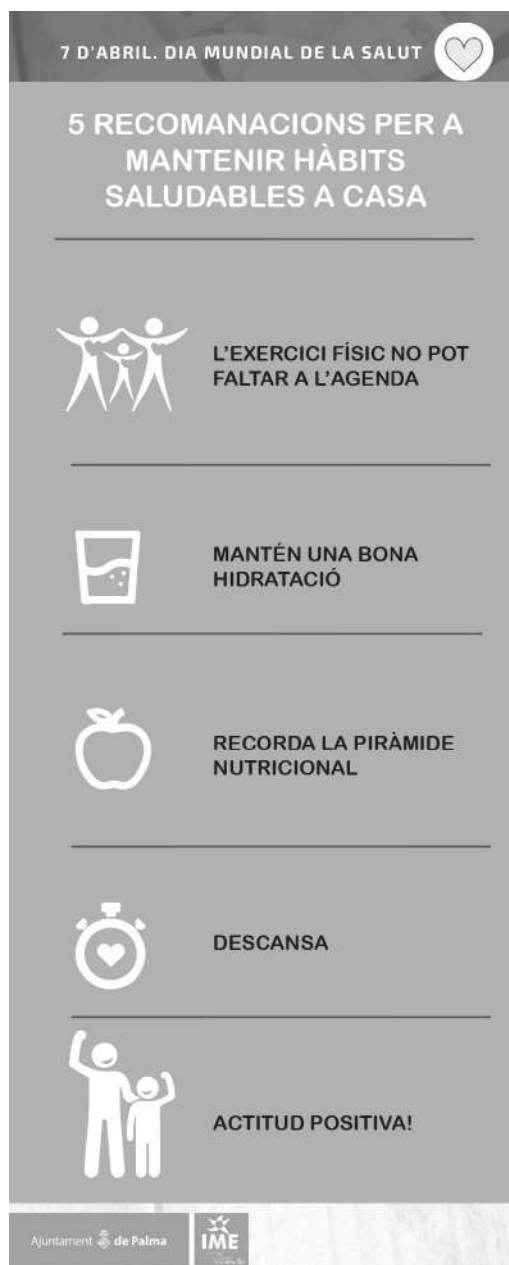 7 D'ABRIL. DIA MUNDIAL DE LA SALUT
5 RECOMANACIONS PER A
MANTENIR HÀBITS
SALUDABLES A CASA
L'EXERCICI FÍSIC NO POT
FALTAR A L'AGENDA
MANTÉN UNA BONA
HIDRATACIÓ
RECORDA LA PIRÀMIDE
NUTRICIONAL
DESCANSA
ACTITUD POSITIVA!
Ajuntament de Palma
IME